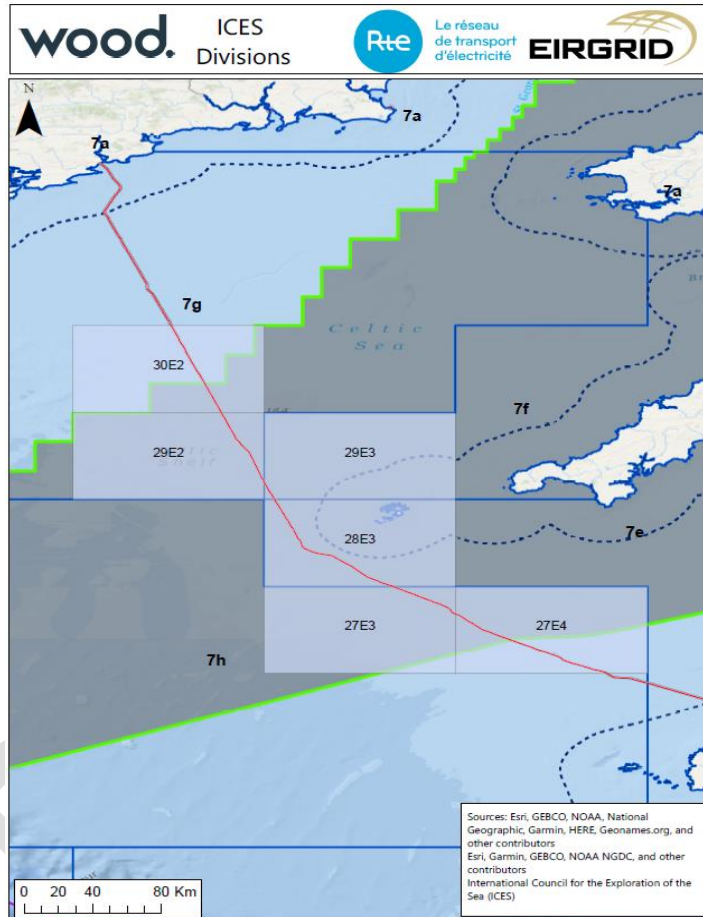 wood.
ICES
Divisions
Rte
Le réseau
de transport
d'électricité
EIRGRID
N
7a
7a
7a
7g
Celtic
Sea
30E2
7f
29E2
29E3
28E3
7e
27E3
27E4
7h
Sources: Esri, GEBCO, NOAA, National
Geographic, Garmin, HERE, Geonames.org, and
other contributors
Esri, Garmin, GEBCO, NOAA NGDC, and other
contributors
International Council for the Exploration of the
Sea (ICES)
0 20 40 80 Km